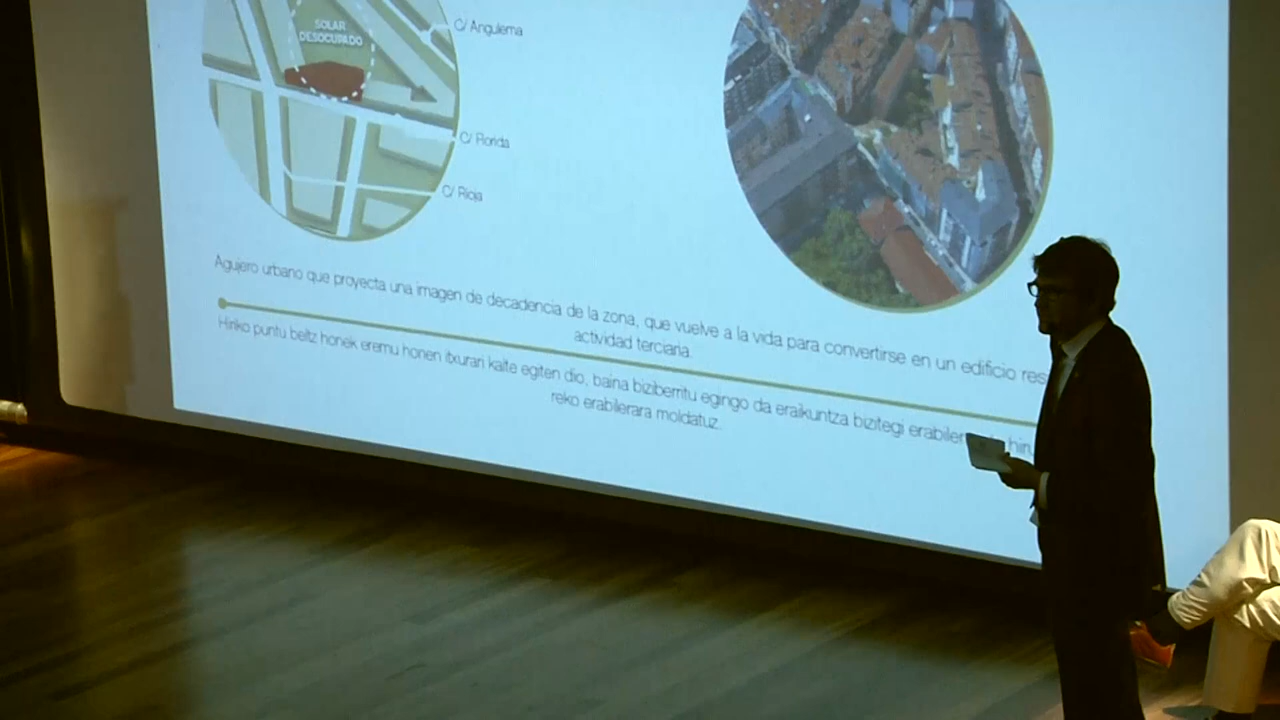 SOLAR
DESOCUPADO
C/ Angulema
C/ Florida
C/ Rioja
Agujero urbano que proyecta una imagen de decadencia de la zona, que vuelve a la vida para convertirse en un edificio res
actividad terciaria.
Hiriko puntu beltz honek eremu honen itxurari kalte egiten dio, baina biziberritu egingo da eraikuntza bizitegi erabiler
reko erabilerara moldatuz.